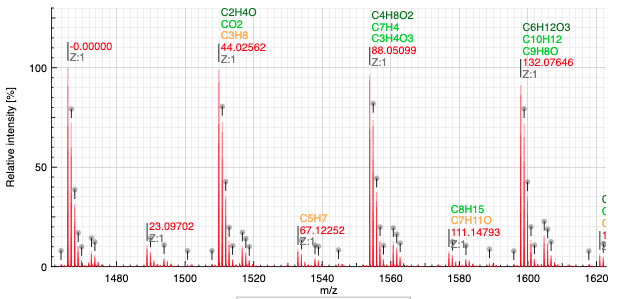 C2H4O
CO2
C3H8
44.02562
Z:1
C4H8O2
C7H4
C3H4O3
88.05099
Z:1
C6H12O3
C10H12
C9H8O
132.07646
Z:1
-0.00000
Z:1
23.09702
Z:1
C5H7
67.12252
Z:1
C8H15
C7H11O
111.14793
Z:1
C
C
C
1
Relative intensity [%]
100
50
0
1480
1500
1520
1540
1560
1580
1600
1620
m/z